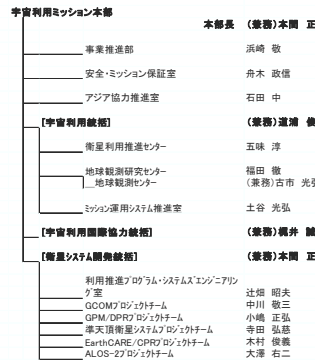 宇宙利用ミッション本部
本部長 (兼務)本間 正
事業推進部 浜崎 敬
安全・ミッション保証室 舟木 政信
アジア協力推進室 石田 中
[宇宙利用統括] (兼務)道浦 俊
衛星利用推進センター 五味 淳
地球観測研究センター 福田 徹
地球観測センター (兼務)古市 光弘
ミッション運用システム推進室 土谷 光弘
[宇宙利用国際協力統括] (兼務)梶井 誠
[衛星システム開発統括] (兼務)本間 正
利用推進プログラム・システムズエンジニアリン
グ室 辻畑 昭夫
GCOMプロジェクトチーム 中川 敬三
GPM/DPRプロジェクトチーム 小嶋 正弘
準天頂衛星システムプロジェクトチーム 寺田 弘慈
EarthCARE/CPRプロジェクトチーム 木村 俊義
ALOS-2プロジェクトチーム 大澤 右二